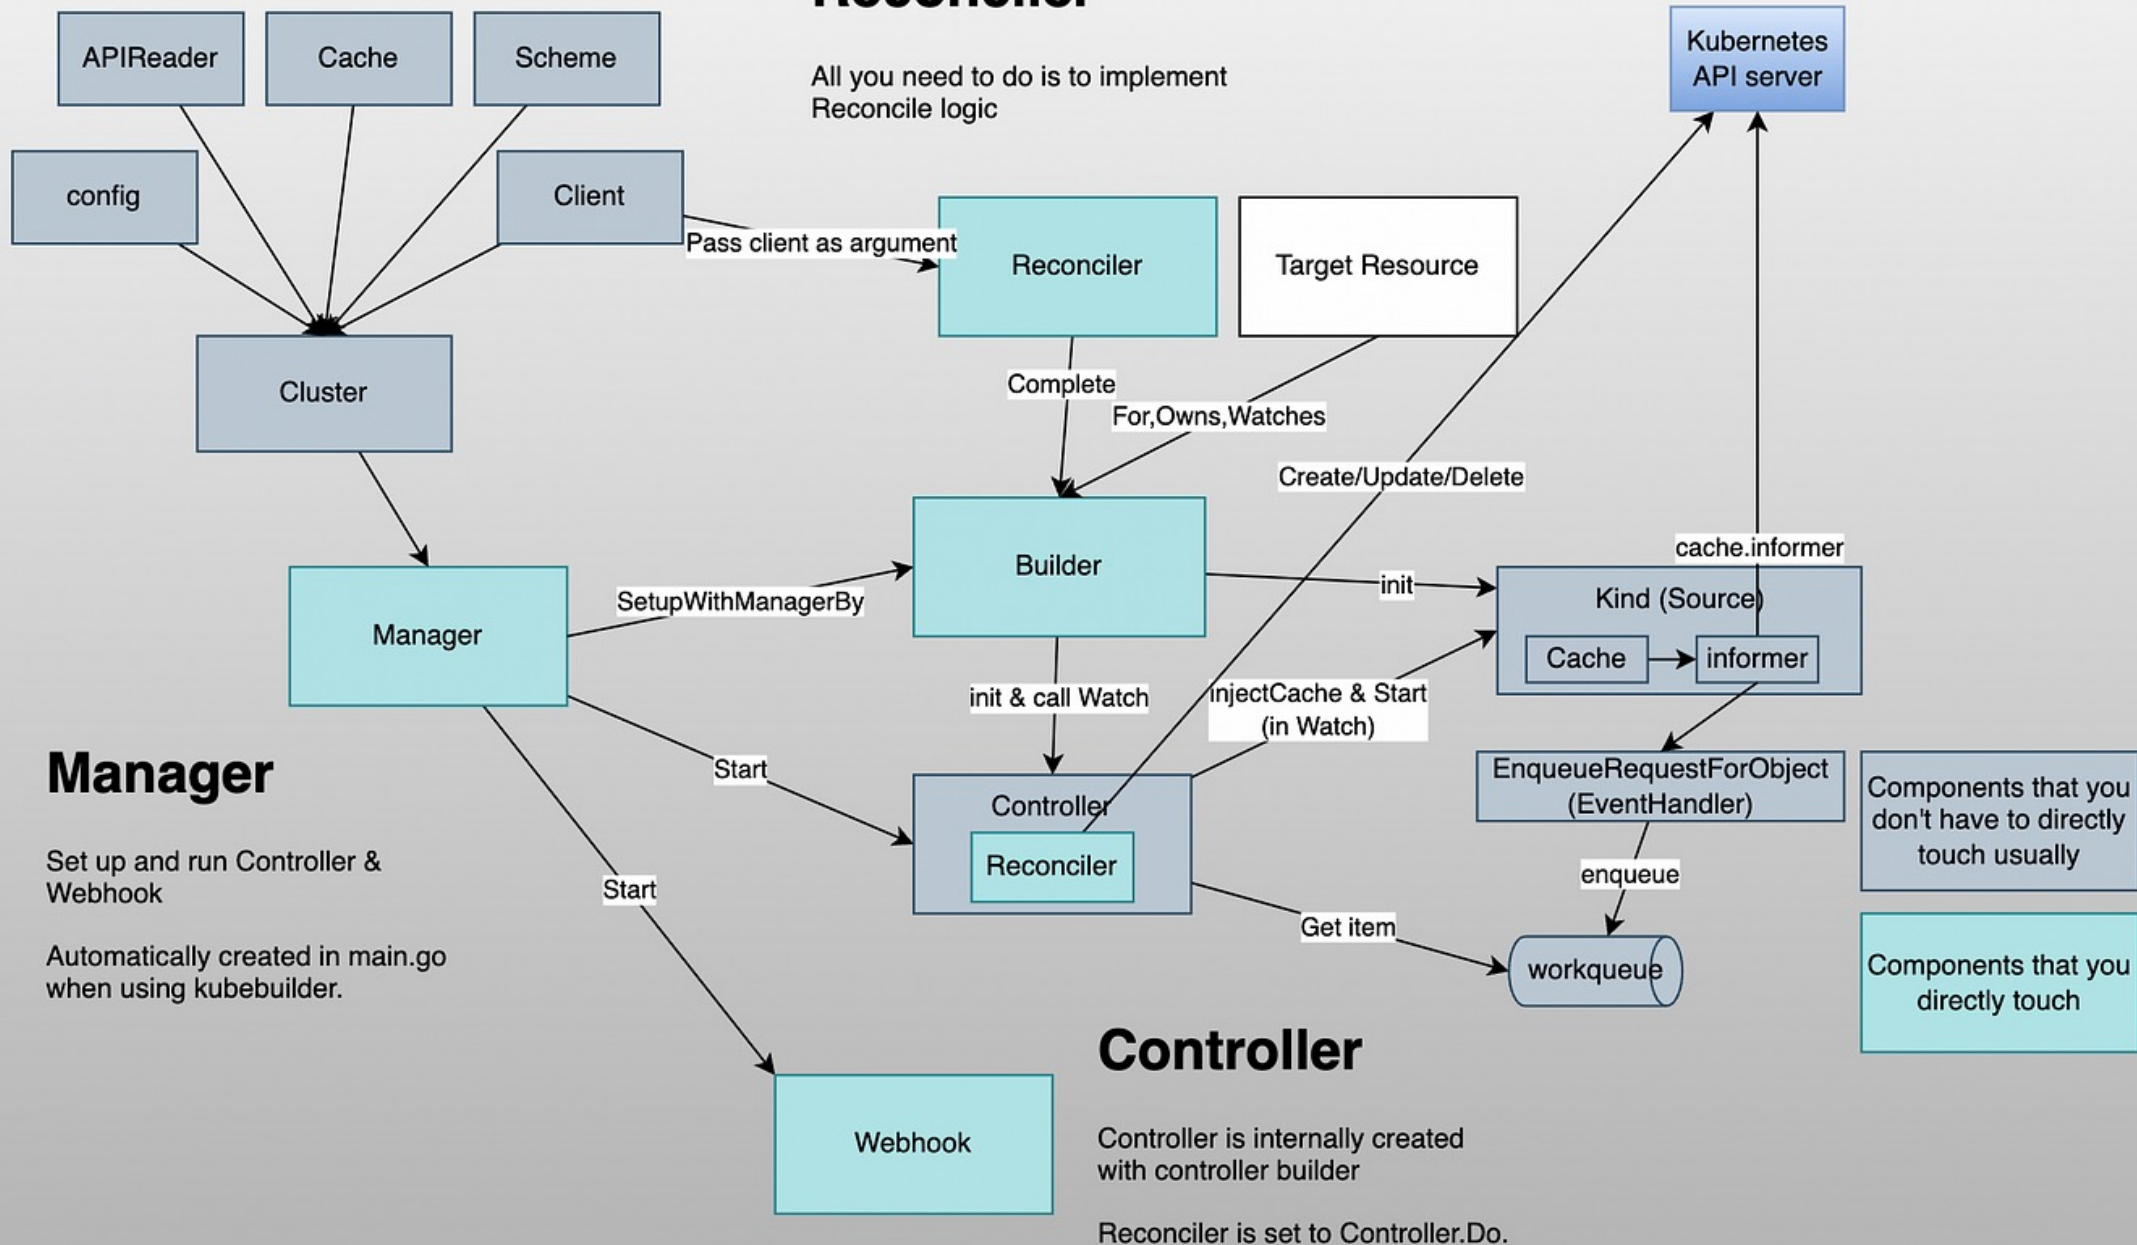 Reconciler
All you need to do is to implement
Reconcile logic
APIReader
Cache
Scheme
Kubernetes
API server
config
Client
Pass client as argument
Reconciler
Target Resource
Cluster
Complete
For,Owns,Watches
Create/Update/Delete
cache.informer
Manager
SetupWithManagerBy
Builder
init
Kind (Source)
Cache
informer
init & call Watch
injectCache & Start
(in Watch)
Manager
Set up and run Controller &
Webhook
Automatically created in main.go
when using kubebuilder.
Start
Start
Controller
Reconciler
EnqueueRequestForObject
(EventHandler)
enqueue
Get item
workqueue
Components that you
don't have to directly
touch usually
Components that you
directly touch
Webhook
Controller
Controller is internally created
with controller builder
Reconciler is set to Controller.Do.